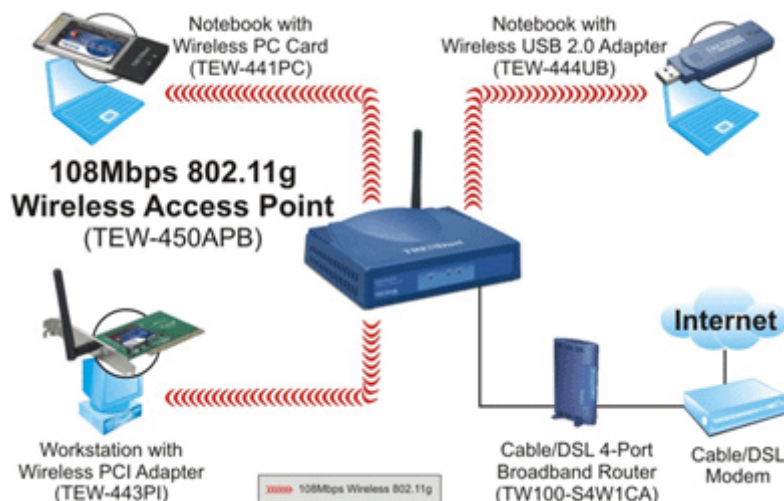 Notebook with
Wireless PC Card
(TEW-441PC)
Notebook with
Wireless USB 2.0 Adapter
(TEW-444UB)
108Mbps 802.11g
Wireless Access Point
(TEW-450APB)
TRENDnet
Internet
Workstation with
Wireless PCI Adapter
(TEW-443PI)
Cable/DSL 4-Port
Broadband Router
(TW100-S4W1CA)
Cable/DSL
Modem
108Mbps Wireless 802.11g